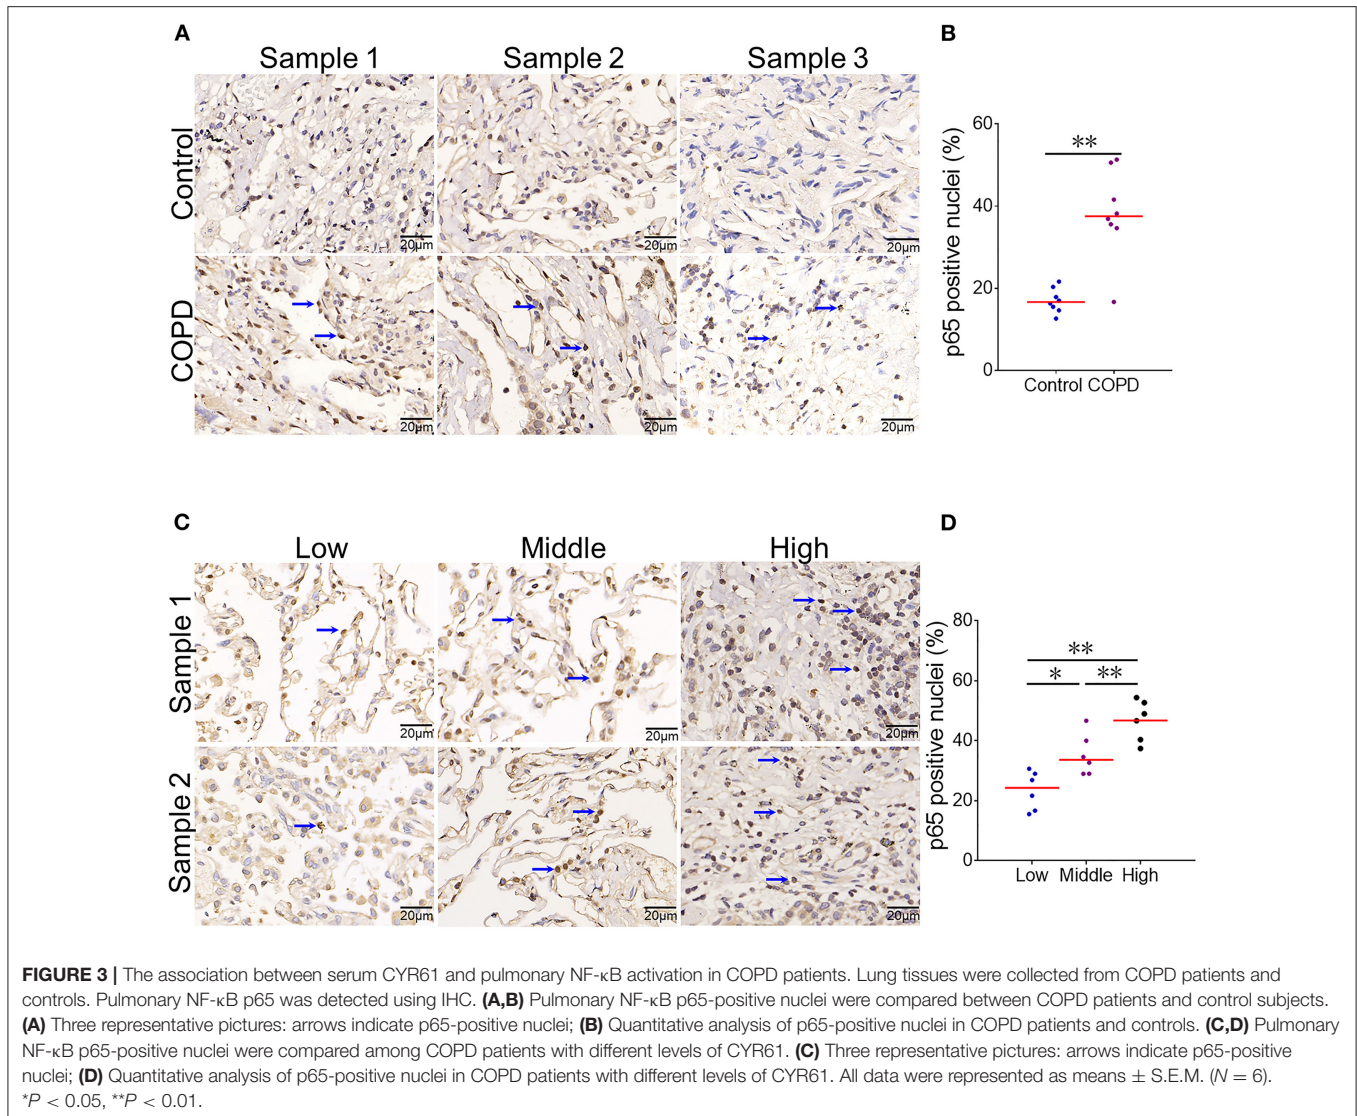 A
Sample 1 Sample 2 Sample 3
Control
20µm 20µm 20µm
COPD
20µm 20µm 20µm
B
p65 positive nuclei (%)
60
**
40
20
0
Control COPD
C
Low Middle High
Sample 1
20µm 20µm 20µm
Sample 2
20µm 20µm 20µm
D
p65 positive nuclei (%)
80
**
* **
60
40
20
0
Low Middle High
FIGURE 3 | The association between serum CYR61 and pulmonary NF-κB activation in COPD patients. Lung tissues were collected from COPD patients and
controls. Pulmonary NF-κB p65 was detected using IHC. (A,B) Pulmonary NF-κB p65-positive nuclei were compared between COPD patients and control subjects.
(A) Three representative pictures: arrows indicate p65-positive nuclei; (B) Quantitative analysis of p65-positive nuclei in COPD patients and controls. (C,D) Pulmonary
NF-κB p65-positive nuclei were compared among COPD patients with different levels of CYR61. (C) Three representative pictures: arrows indicate p65-positive
nuclei; (D) Quantitative analysis of p65-positive nuclei in COPD patients with different levels of CYR61. All data were represented as means ± S.E.M. (N = 6).
*P < 0.05, **P < 0.01.